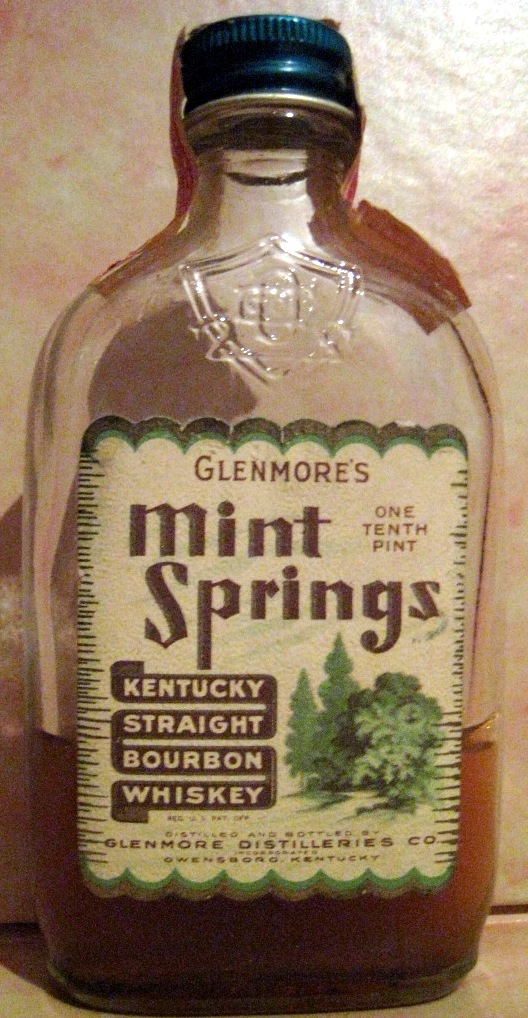 GLENMORE'S
Mint
Springs
ONE
TENTH
PINT
KENTUCKY
STRAIGHT
BOURBON
WHISKEY
REG. U.S. PAT. OFF.
DISTILLED AND BOTTLED BY
GLENMORE DISTILLERIES CO.
INCORPORATED
OWENSBORO, KENTUCKY